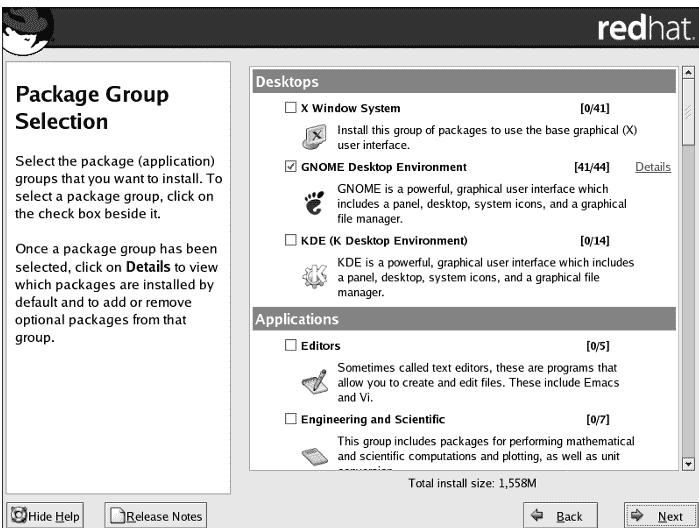 redhat.
Package Group
Selection
Select the package (application)
groups that you want to install. To
select a package group, click on
the check box beside it.
Once a package group has been
selected, click on Details to view
which packages are installed by
default and to add or remove
optional packages from that
group.
Desktops
X Window System [0/41]
Install this group of packages to use the base graphical (X)
user interface.
GNOME Desktop Environment [41/44] Details
GNOME is a powerful, graphical user interface which
includes a panel, desktop, system icons, and a graphical
file manager.
KDE (K Desktop Environment) [0/14]
KDE is a powerful, graphical user interface which includes
a panel, desktop, system icons, and a graphical file
manager.
Applications
Editors [0/5]
Sometimes called text editors, these are programs that
allow you to create and edit files. These include Emacs
and Vi.
Engineering and Scientific [0/7]
This group includes packages for performing mathematical
and scientific computations and plotting, as well as unit
Total install size: 1,558M
Hide Help Release Notes Back Next